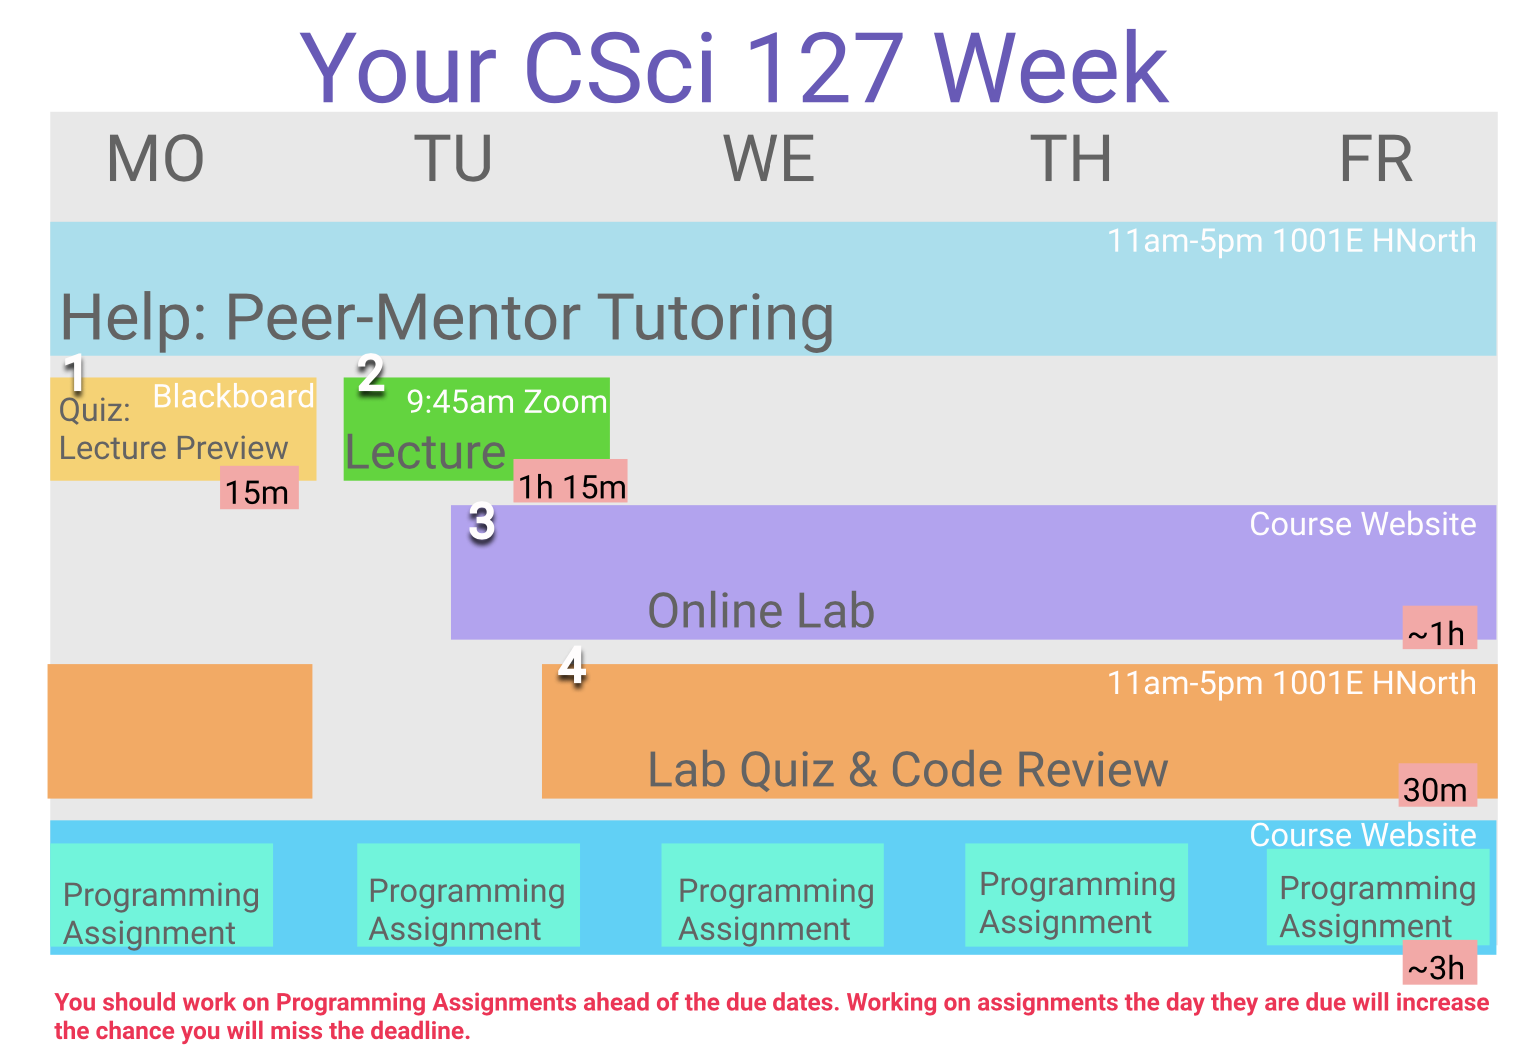 Your CSci 127 Week
MO TU WE TH FR
11am-5pm 1001E HNorth
Help: Peer-Mentor Tutoring
1
Blackboard
Quiz:
Lecture Preview
15m
2
9:45am Zoom
Lecture
1h 15m
3
Course Website
Online Lab
~1h
4
11am-5pm 1001E HNorth
Lab Quiz & Code Review
30m
Course Website
Programming
Assignment
Programming
Assignment
Programming
Assignment
Programming
Assignment
Programming
Assignment
~3h
You should work on Programming Assignments ahead of the due dates. Working on assignments the day they are due will increase
the chance you will miss the deadline.